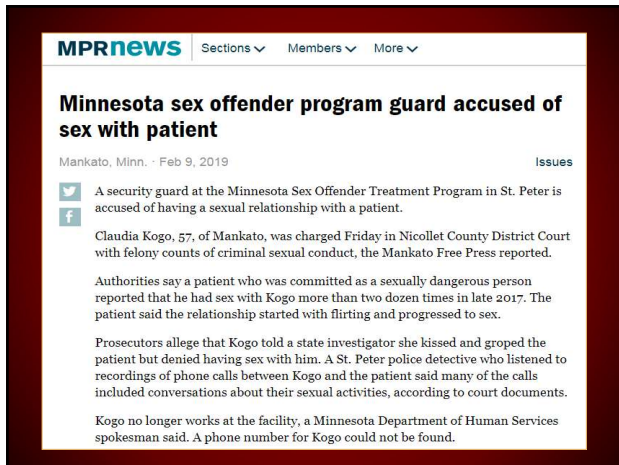 MPRnews Sections Members More
Minnesota sex offender program guard accused of
sex with patient
Mankato, Minn. · Feb 9, 2019 Issues
A security guard at the Minnesota Sex Offender Treatment Program in St. Peter is
accused of having a sexual relationship with a patient.
Claudia Kogo, 57, of Mankato, was charged Friday in Nicollet County District Court
with felony counts of criminal sexual conduct, the Mankato Free Press reported.
Authorities say a patient who was committed as a sexually dangerous person
reported that he had sex with Kogo more than two dozen times in late 2017. The
patient said the relationship started with flirting and progressed to sex.
Prosecutors allege that Kogo told a state investigator she kissed and groped the
patient but denied having sex with him. A St. Peter police detective who listened to
recordings of phone calls between Kogo and the patient said many of the calls
included conversations about their sexual activities, according to court documents.
Kogo no longer works at the facility, a Minnesota Department of Human Services
spokesman said. A phone number for Kogo could not be found.